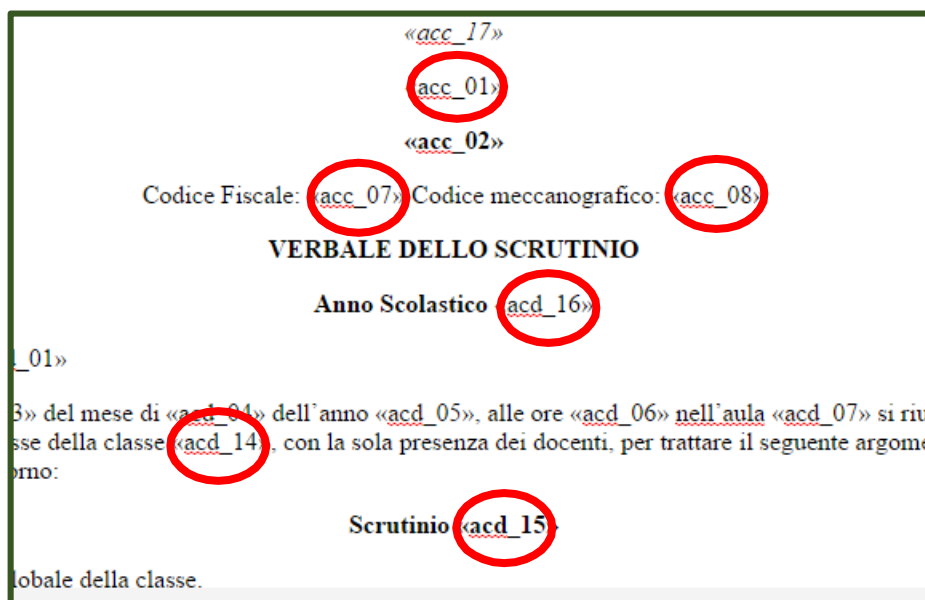 «acc_17»
«acc_01»
«acc_02»
Codice Fiscale: «acc_07» Codice meccanografico: «acc_08»
VERBALE DELLO SCRUTINIO
Anno Scolastico «acd_16»
_01»
3» del mese di «acd_04» dell’anno «acd_05», alle ore «acd_06» nell’aula «acd_07» si riu
sse della classe «acd_14», con la sola presenza dei docenti, per trattare il seguente argome
orno:
Scrutinio «acd_15»
lobale della classe.